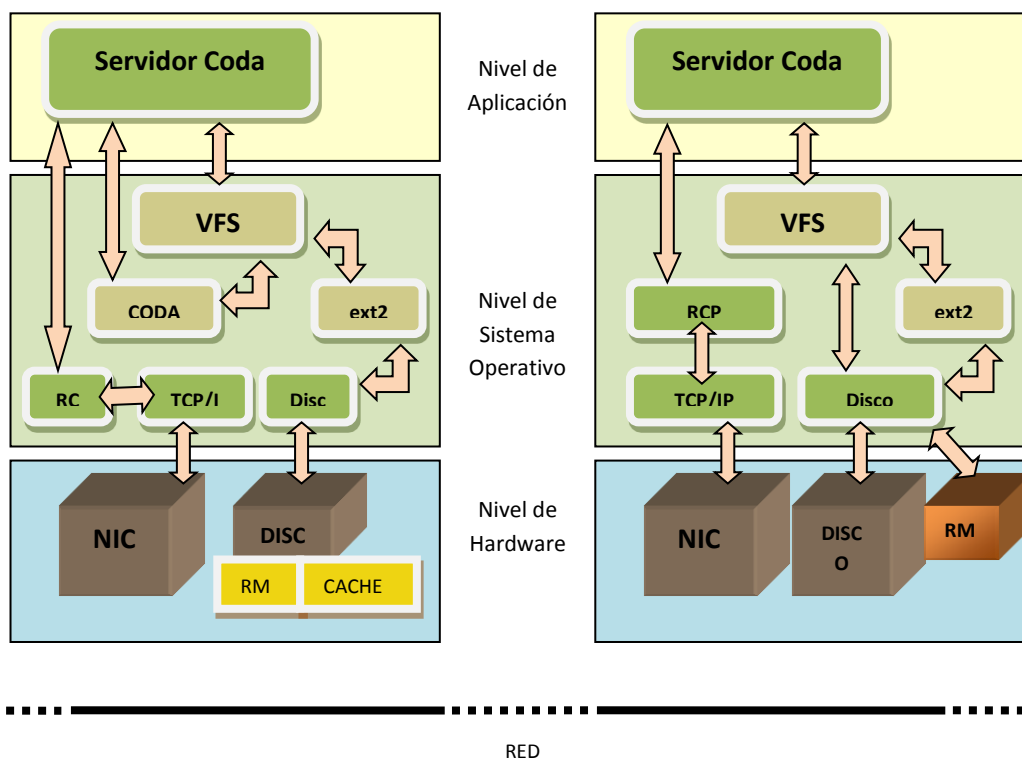 Servidor Coda
Nivel de
Aplicación
Servidor Coda
VFS
CODA
ext2
RC
TCP/I
Disc
Nivel de
Sistema
Operativo
VFS
RCP
ext2
TCP/IP
Disco
NIC
DISC
RM
CACHE
Nivel de
Hardware
NIC
DISC
O
RM
RED